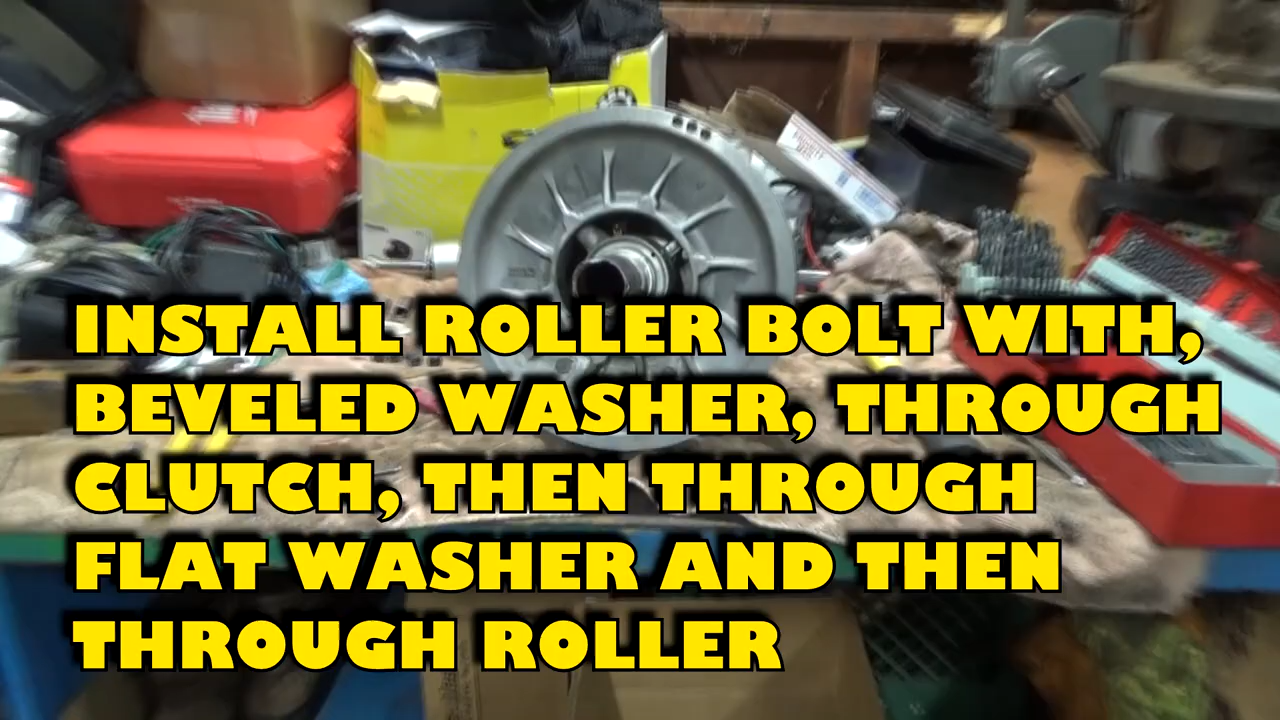 INSTALL ROLLER BOLT WITH,
BEVELED WASHER, THROUGH
CLUTCH, THEN THROUGH
FLAT WASHER AND THEN
THROUGH ROLLER